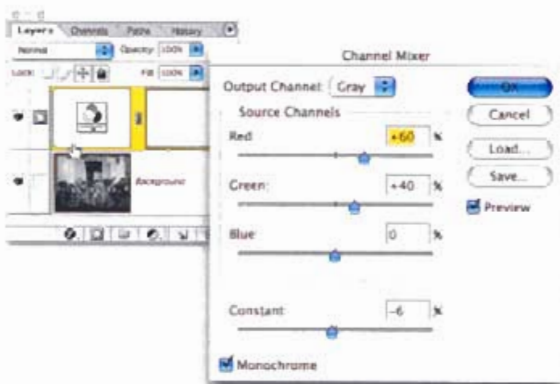 Layers Channels Paths History
Normal Opacity: 100%
Lock: Fill: 100%
Background
Channel Mixer
Output Channel: Gray
Source Channels
Red +60 %
Green: +40 %
Blue 0 %
Constant -6 %
Monochrome
OK
Cancel
Load...
Save...
Preview